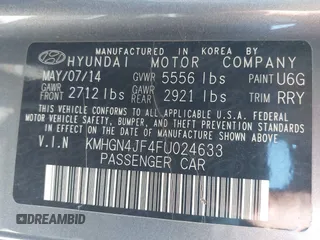 MANUFACTURED IN KOREA BY
HYUNDAI MOTOR COMPANY
MAY/07/14 GVWR 5556 lbs PAINT U6G
GAWR FRONT 2712 lbs GAWR REAR 2921 lbs TRIM RRY
THIS VEHICLE CONFORMS TO ALL APPLICABLE U.S.A. FEDERAL
MOTOR VEHICLE SAFETY, BUMPER, AND THEFT PREVENTION
STANDARDS IN EFFECT ON THE DATE OF MANUFACTURE SHOWN ABOVE.
V.I.N KMHGN4JF4FU024633
PASSENGER CAR
DREAMBID